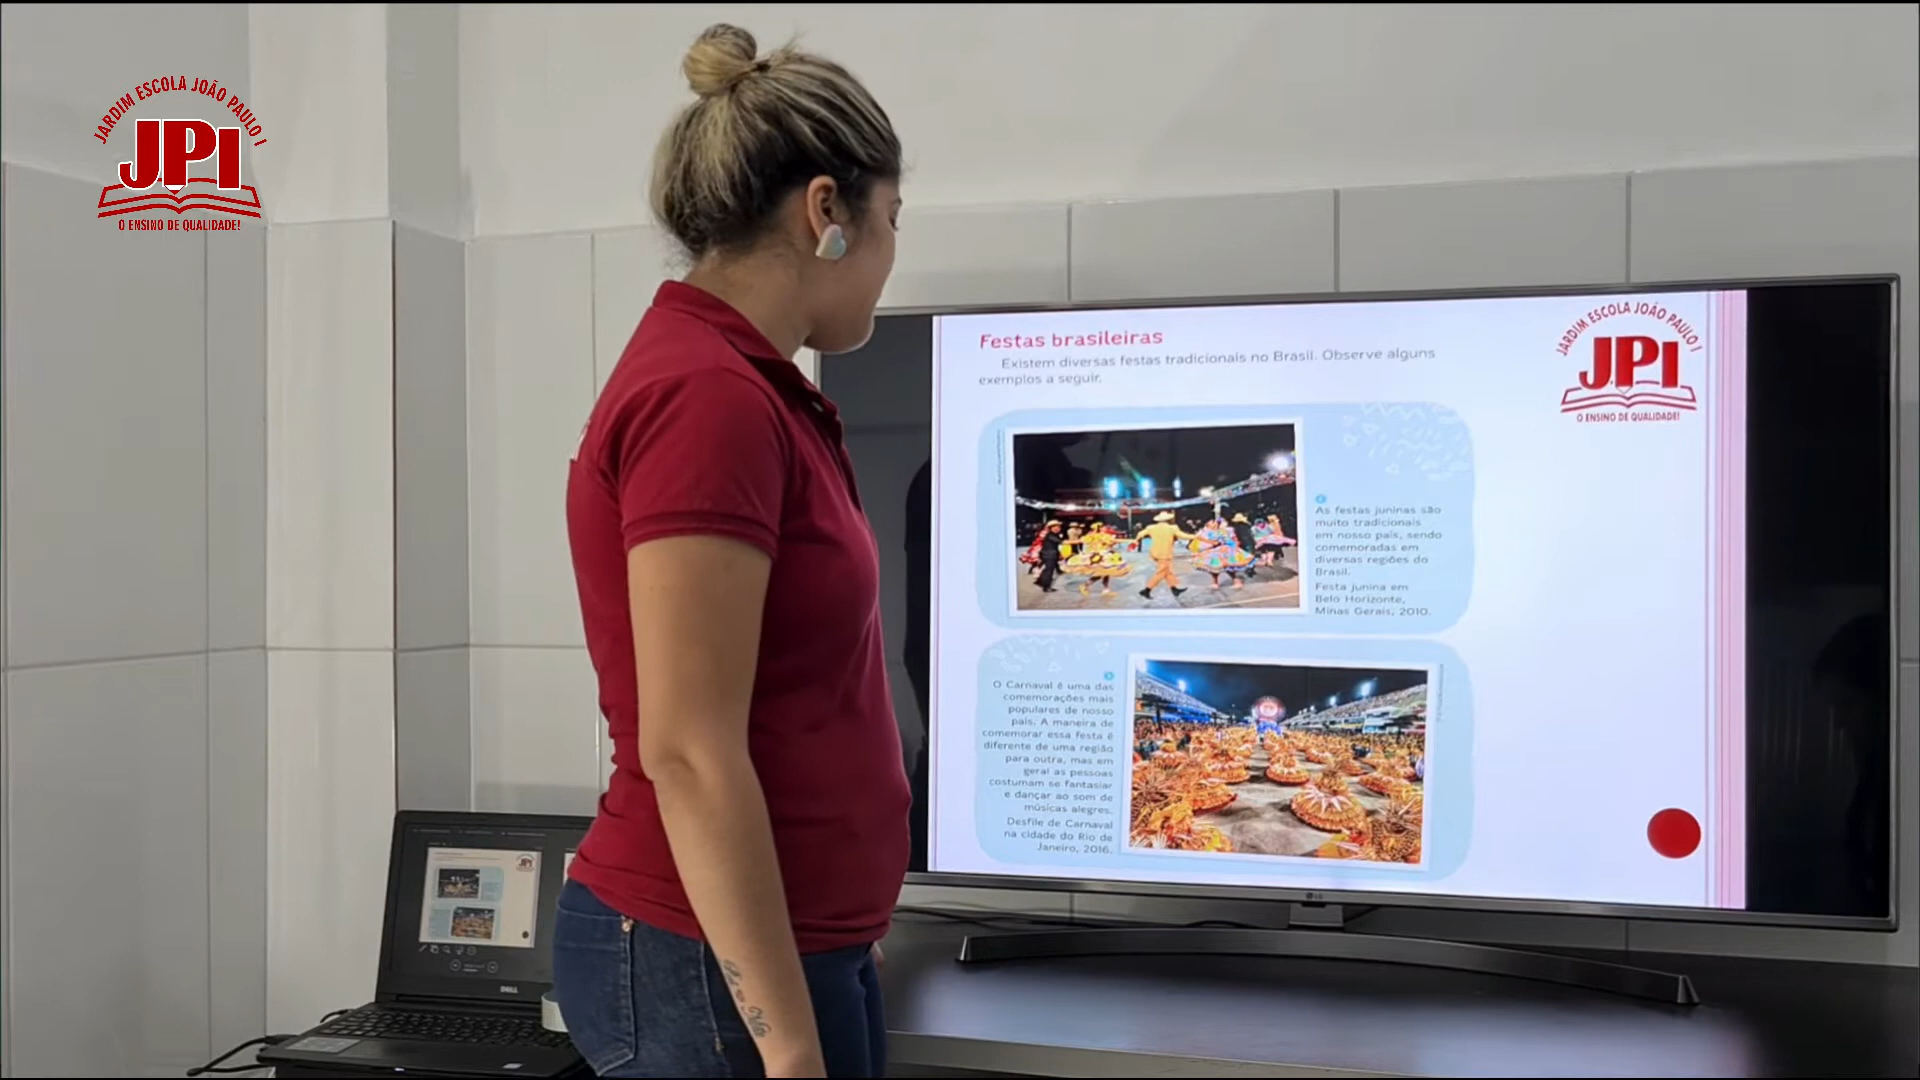 JARDIM ESCOLA JOÃO PAULO I
JPI
O ENSINO DE QUALIDADE!
Festas brasileiras
Existem diversas festas tradicionais no Brasil. Observe alguns
exemplos a seguir.
JARDIM ESCOLA JOÃO PAULO I
JPI
O ENSINO DE QUALIDADE!
As festas juninas são
muito tradicionais
em nosso país, sendo
comemoradas em
diversas regiões do
Brasil.
Festa junina em
Belo Horizonte,
Minas Gerais, 2010.
O Carnaval é uma das
comemorações mais
populares de nosso
país. A maneira de
comemorar essa festa é
diferente de uma região
para outra, mas em
geral as pessoas
costumam se fantasiar
e dançar ao som de
músicas alegres.
Desfile de Carnaval
na cidade do Rio de
Janeiro, 2016.
LG
JPI
DELL